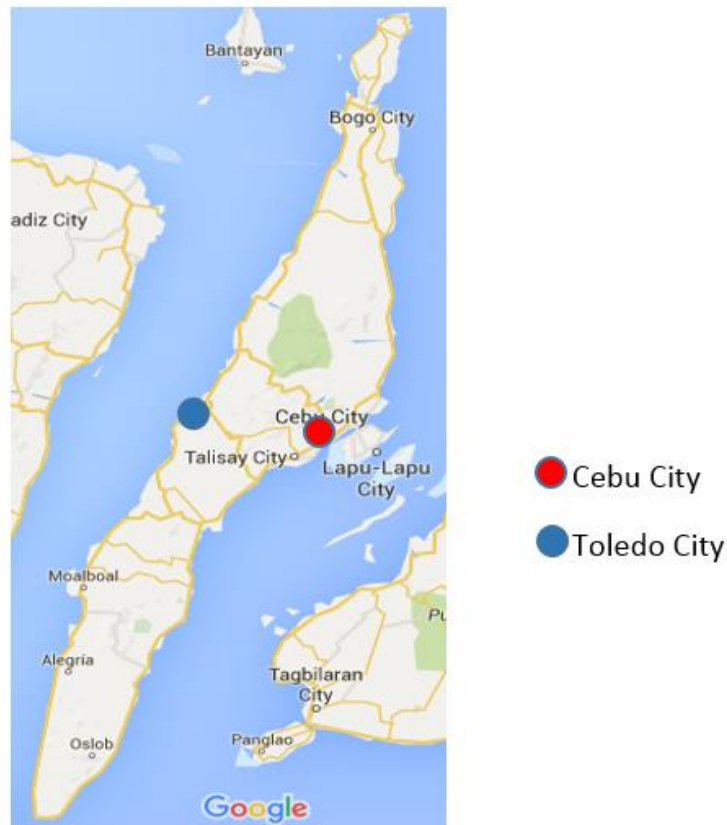 Bantayan
Bogo City
adiz City
Cebu City
Talisay City
Lapu-Lapu
City
Cebu City
Toledo City
Moalboal
Pu
Alegria
Tagbilaran
City
Oslob
Panglao
Google